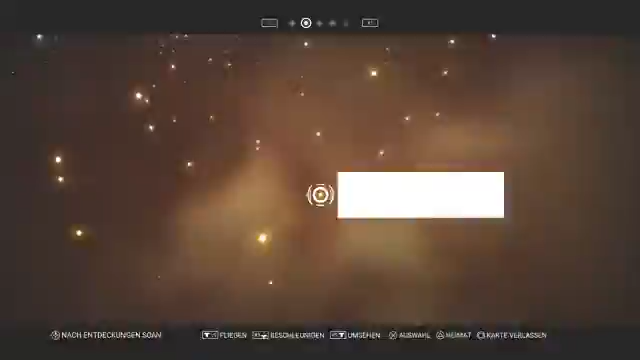 NACH ENTDECKUNGEN SCAN FLIEGEN BESCHLEUNIGEN UMSEHEN AUSWAHL HEIMAT KARTE VERLASSEN